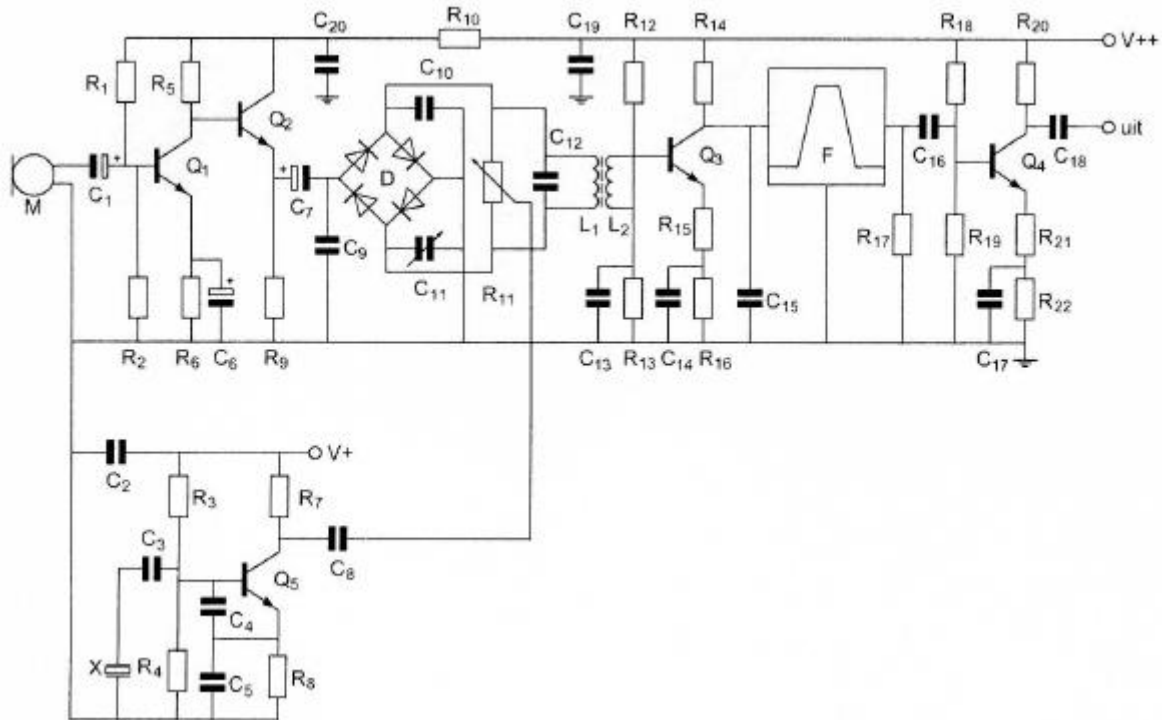 C20 R10 C19 R12 R14 R18 R20
V++
R1 R5 C10
Q2 C12 C16 C18 uit
Q1 D Q3 F Q4
M C1 C7
C9 L1 L2 R15 R17 R19 R21
C11 R11 C15 R22
R2 R6 C6 R9 C13 R13 C14 R16 C17
V+
C2 R3 R7
C3 C8
Q5
C4
X R4 C5 R8